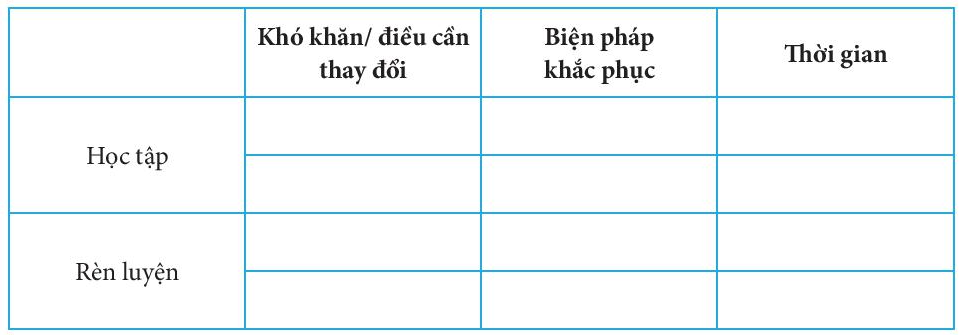 Khó khăn/ điều cần
thay đổi
Biện pháp
khắc phục
Thời gian
Học tập
Rèn luyện